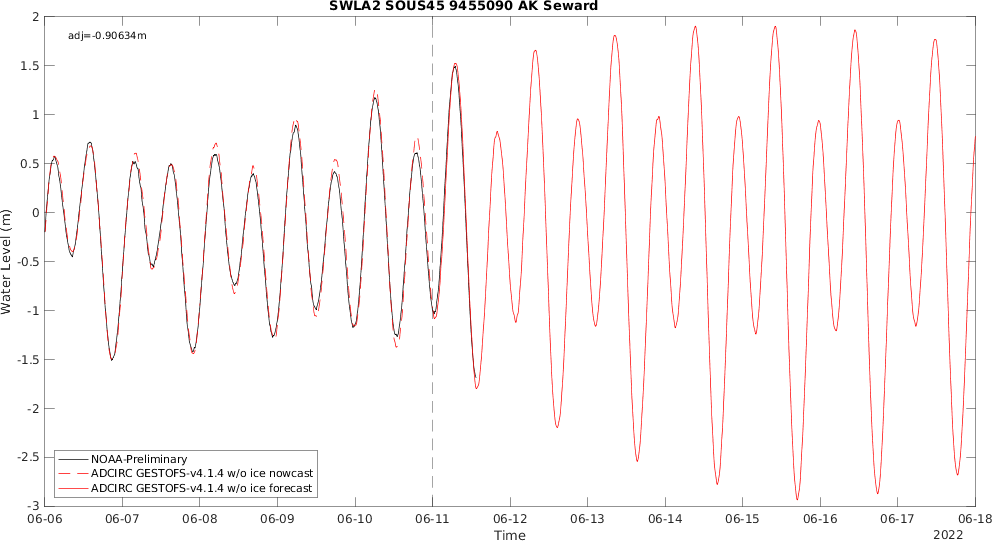 SWLA2 SOUS45 9455090 AK Seward
adj=-0.90634m
Water Level (m)
2
1.5
1
0.5
0
-0.5
-1
-1.5
-2
-2.5
-3
NOAA-Preliminary
ADCIRC GESTOFS-v4.1.4 w/o ice nowcast
ADCIRC GESTOFS-v4.1.4 w/o ice forecast
06-06 06-07 06-08 06-09 06-10 06-11 06-12 06-13 06-14 06-15 06-16 06-17 06-18
Time
2022